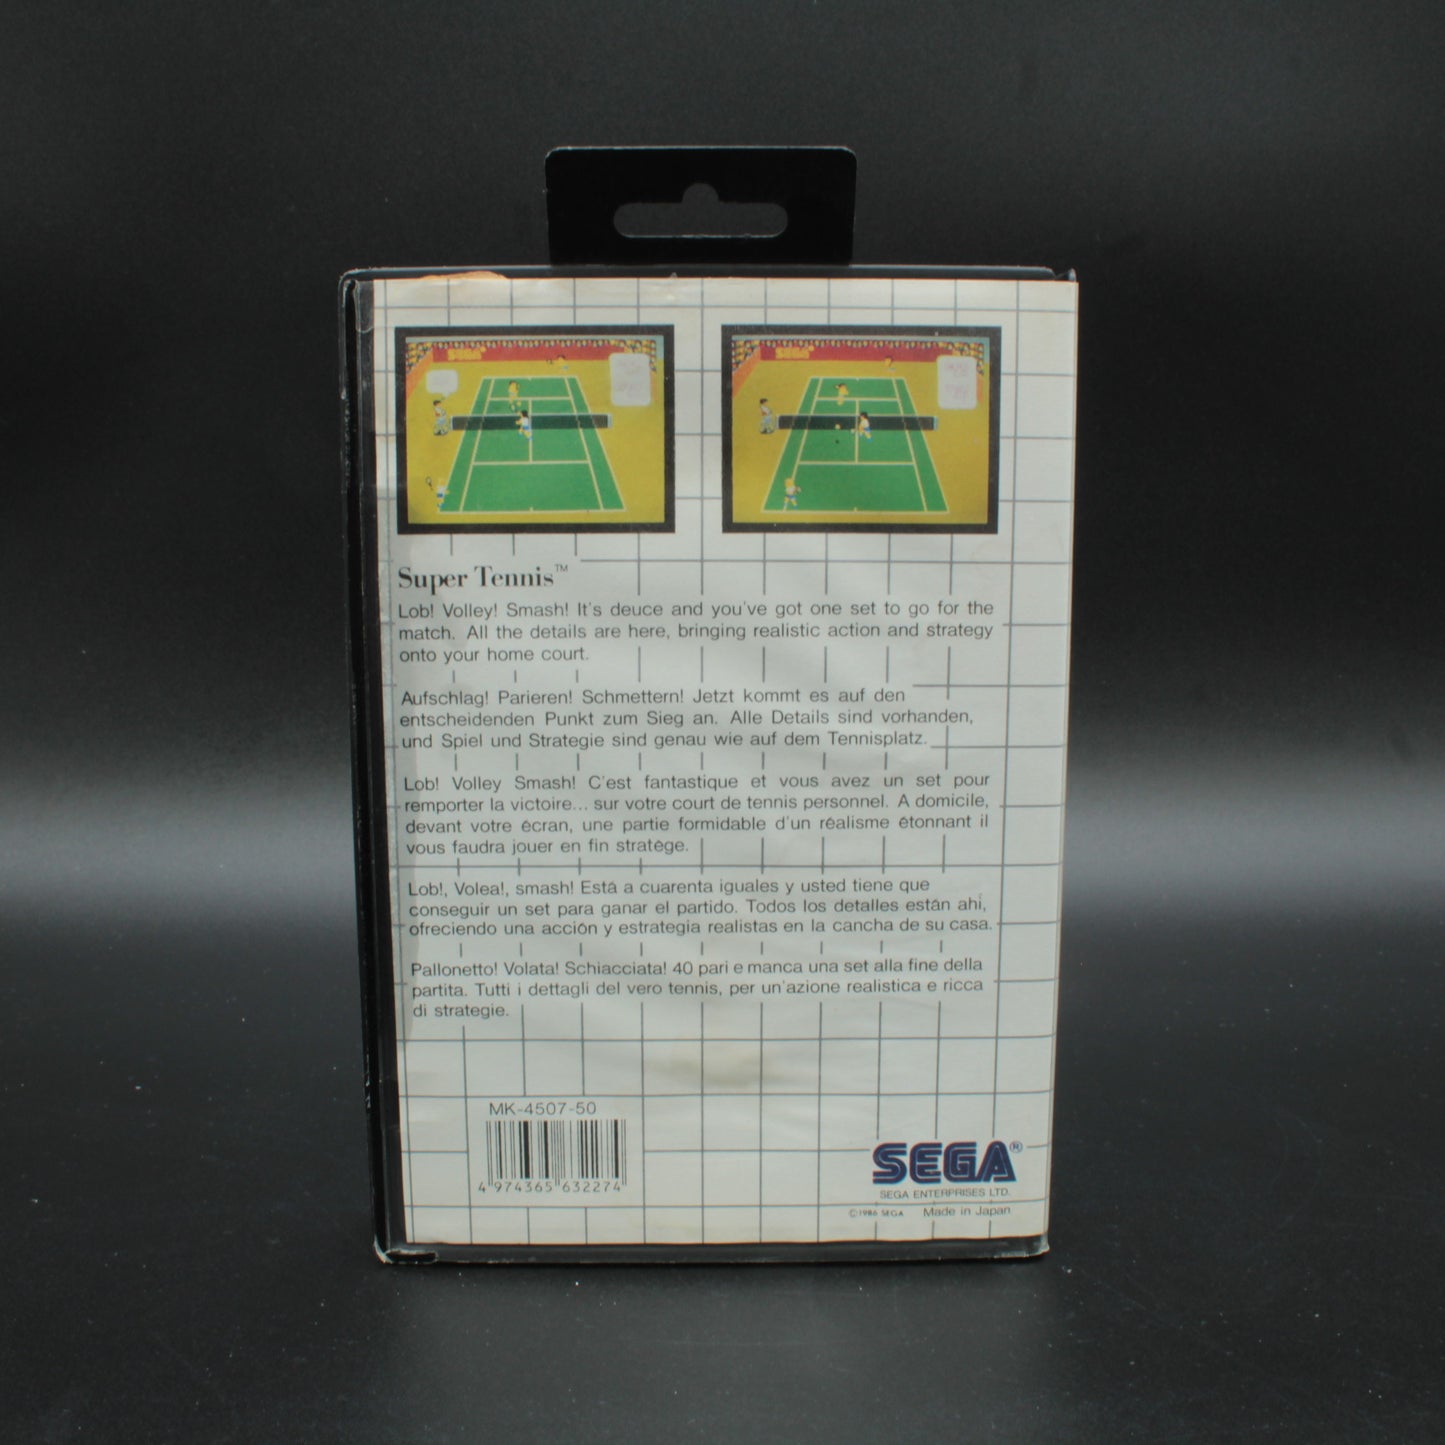 SEGA
SEGA
Super Tennis™
Lob! Volley! Smash! It's deuce and you've got one set to go for the
match. All the details are here, bringing realistic action and strategy
onto your home court.
Aufschlag! Parieren! Schmettern! Jetzt kommt es auf den
entscheidenden Punkt zum Sieg an. Alle Details sind vorhanden,
und Spiel und Strategie sind genau wie auf dem Tennisplatz.
Lob! Volley Smash! C'est fantastique et vous avez un set pour
remporter la victoire... sur votre court de tennis personnel. A domicile,
devant votre écran, une partie formidable d'un réalisme étonnant il
vous faudra jouer en fin stratège.
Lob!, Volea!, smash! Está a cuarenta iguales y usted tiene que
conseguir un set para ganar el partido. Todos los detalles están ahí,
ofreciendo una acción y estrategia realistas en la cancha de su casa.
Pallonetto! Volata! Schiacciata! 40 pari e manca una set alla fine della
partita. Tutti i dettagli del vero tennis, per un'azione realistica e ricca
di strategie.
MK-4507-50
4 974365 632274
SEGA®
SEGA ENTERPRISES LTD.
©1986 SEGA Made in Japan